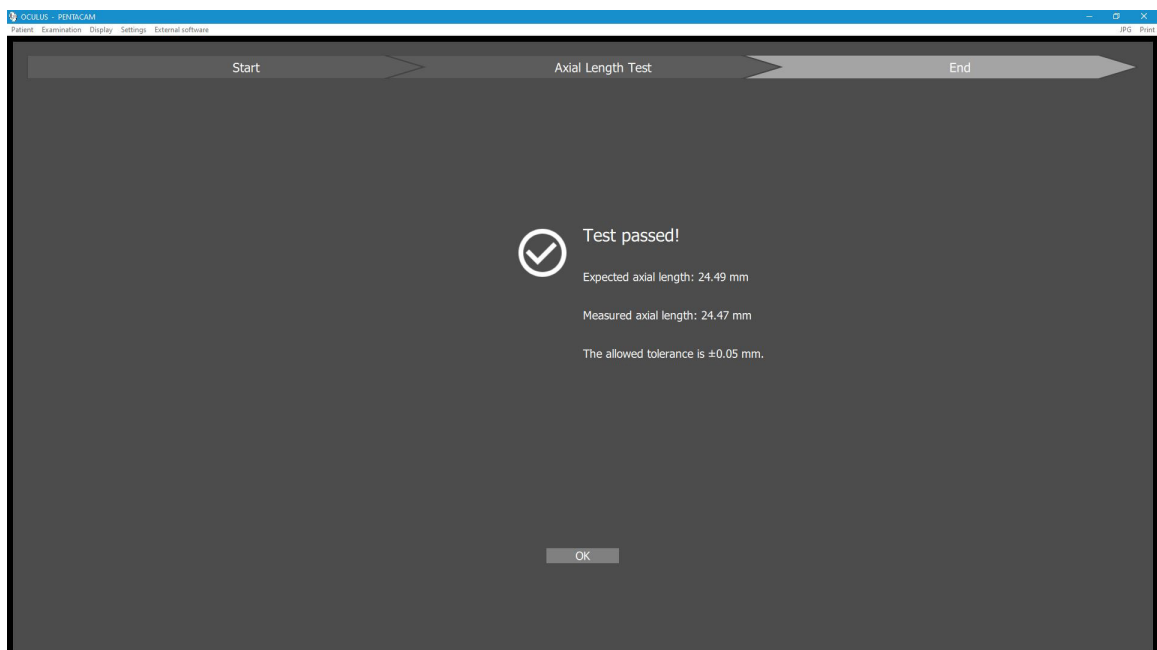 OCULUS - PENTACAM
Patient Examination Display Settings External software JPG Print
Start Axial Length Test End
Test passed!
Expected axial length: 24.49 mm
Measured axial length: 24.47 mm
The allowed tolerance is ±0.05 mm.
OK